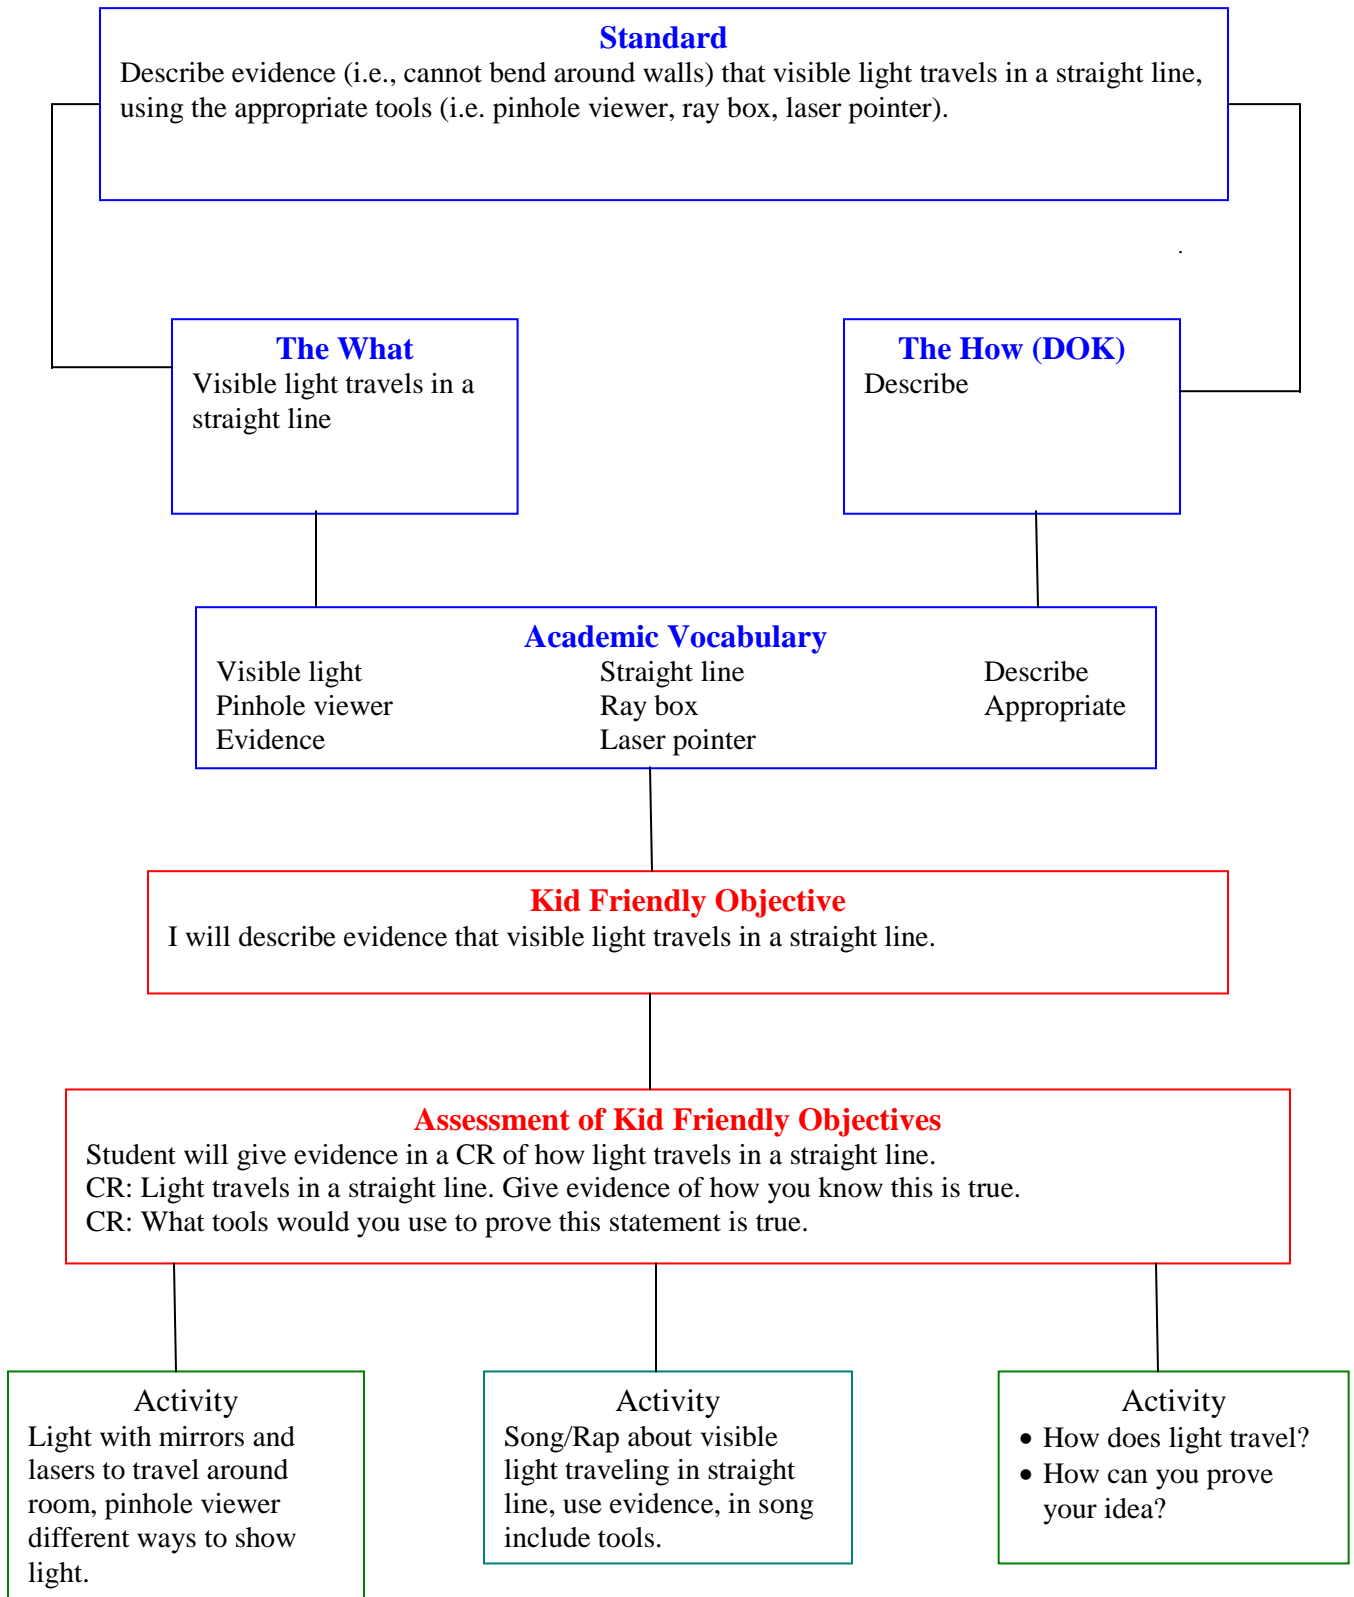 Standard
Describe evidence (i.e., cannot bend around walls) that visible light travels in a straight line,
using the appropriate tools (i.e. pinhole viewer, ray box, laser pointer).
.
The What
Visible light travels in a
straight line
The How (DOK)
Describe
Academic Vocabulary
Visible light Straight line Describe
Pinhole viewer Ray box Appropriate
Evidence Laser pointer
Kid Friendly Objective
I will describe evidence that visible light travels in a straight line.
Assessment of Kid Friendly Objectives
Student will give evidence in a CR of how light travels in a straight line.
CR: Light travels in a straight line. Give evidence of how you know this is true.
CR: What tools would you use to prove this statement is true.
Activity
Light with mirrors and
lasers to travel around
room, pinhole viewer
different ways to show
light.
Activity
Song/Rap about visible
light traveling in straight
line, use evidence, in song
include tools.
Activity
• How does light travel?
• How can you prove
your idea?